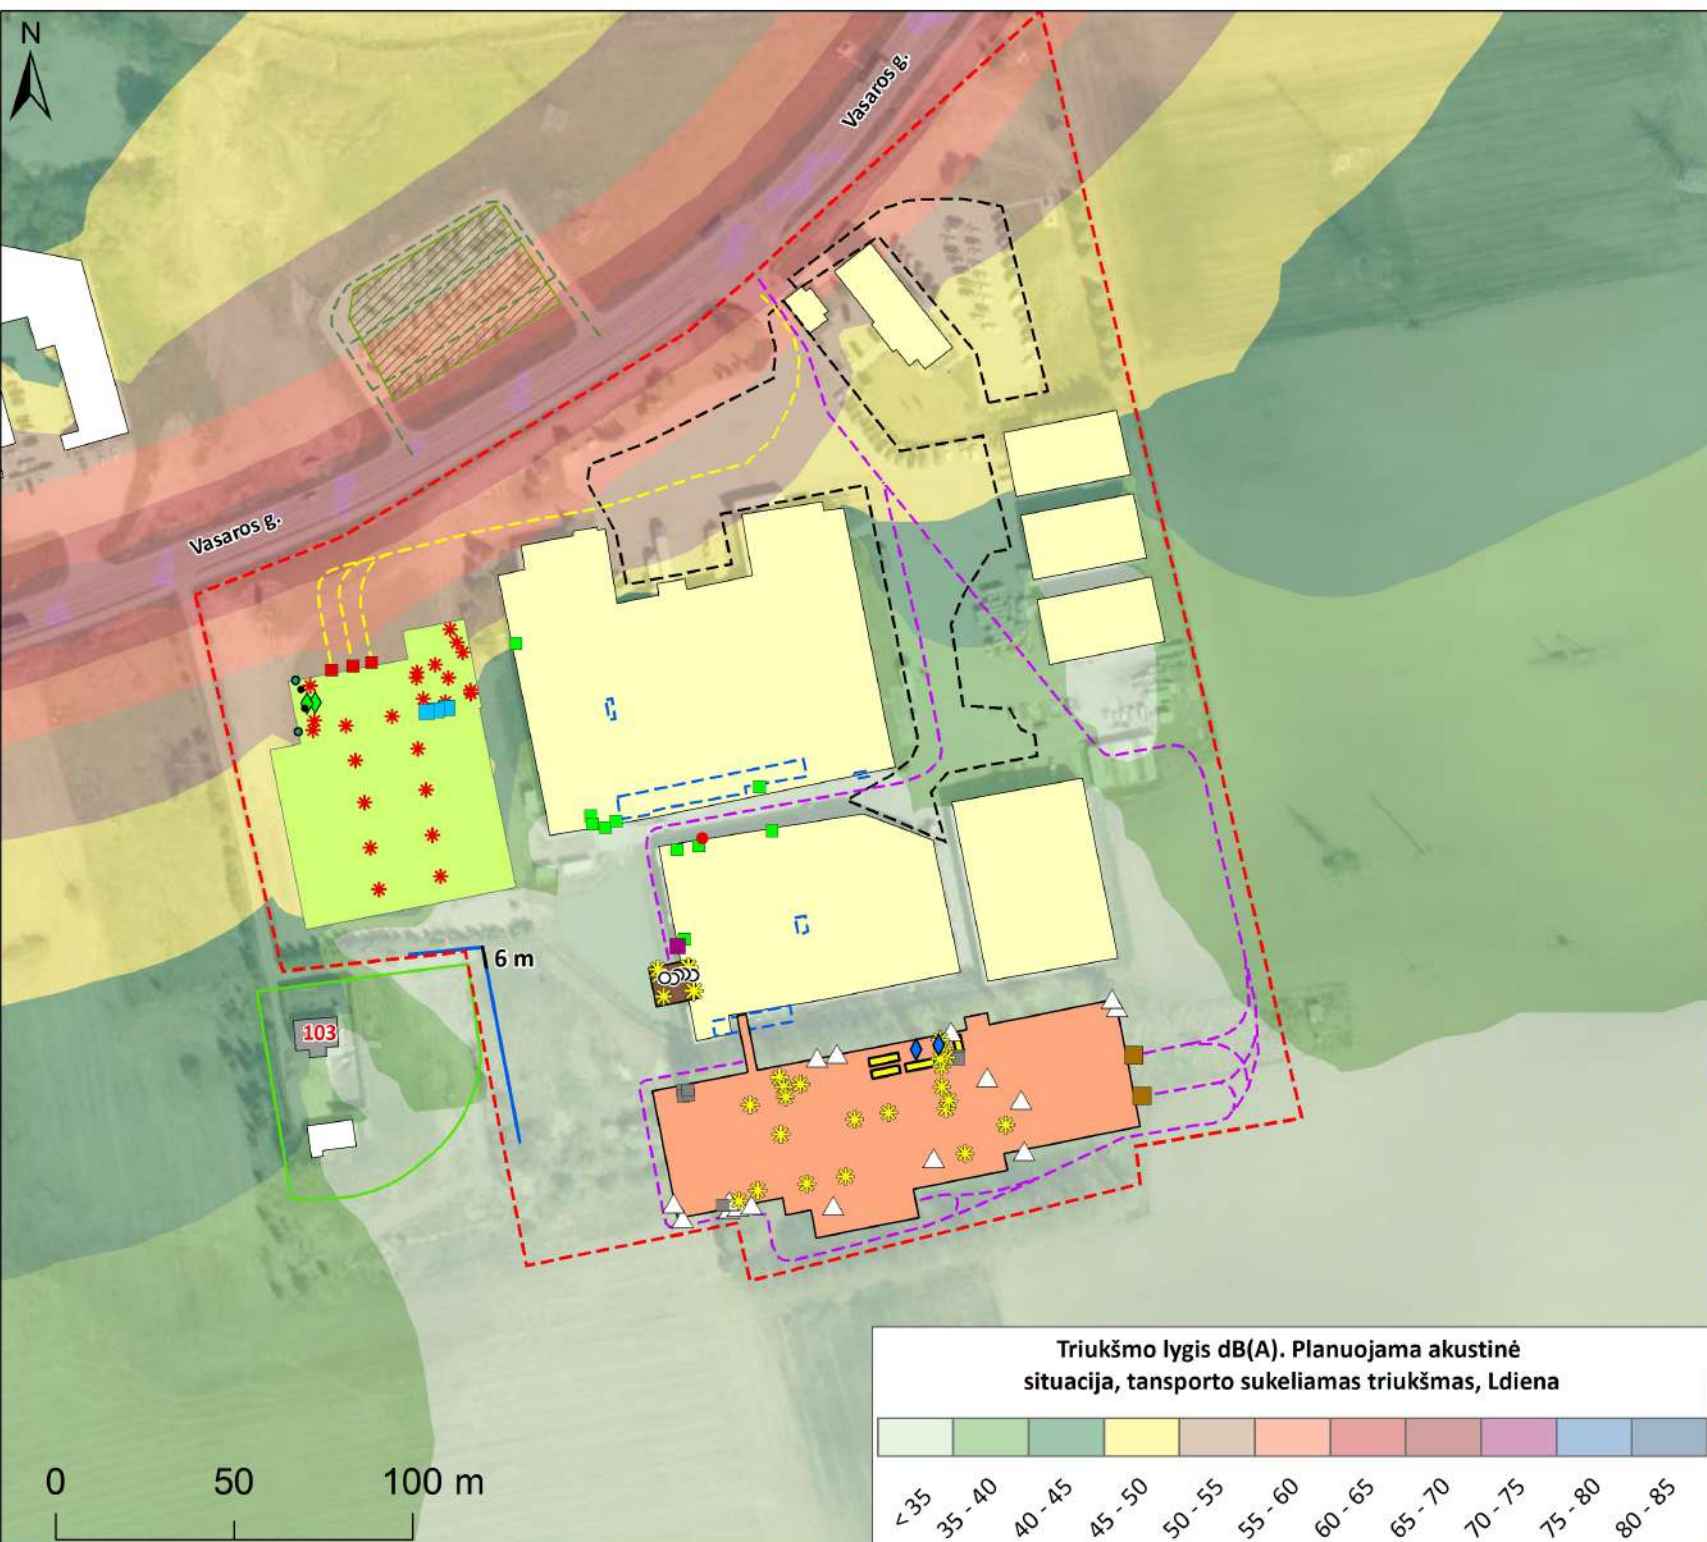 N
Vasaros g.
Vasaros g.
6 m
103
Triukšmo lygis dB(A). Planuojama akustinė
situacija, tansporto sukeliamas triukšmas, Ldiena
0 50 100 m
< 35 35 - 40 40 - 45 45 - 50 50 - 55 55 - 60 60 - 65 65 - 70 70 - 75 75 - 80 80 - 85